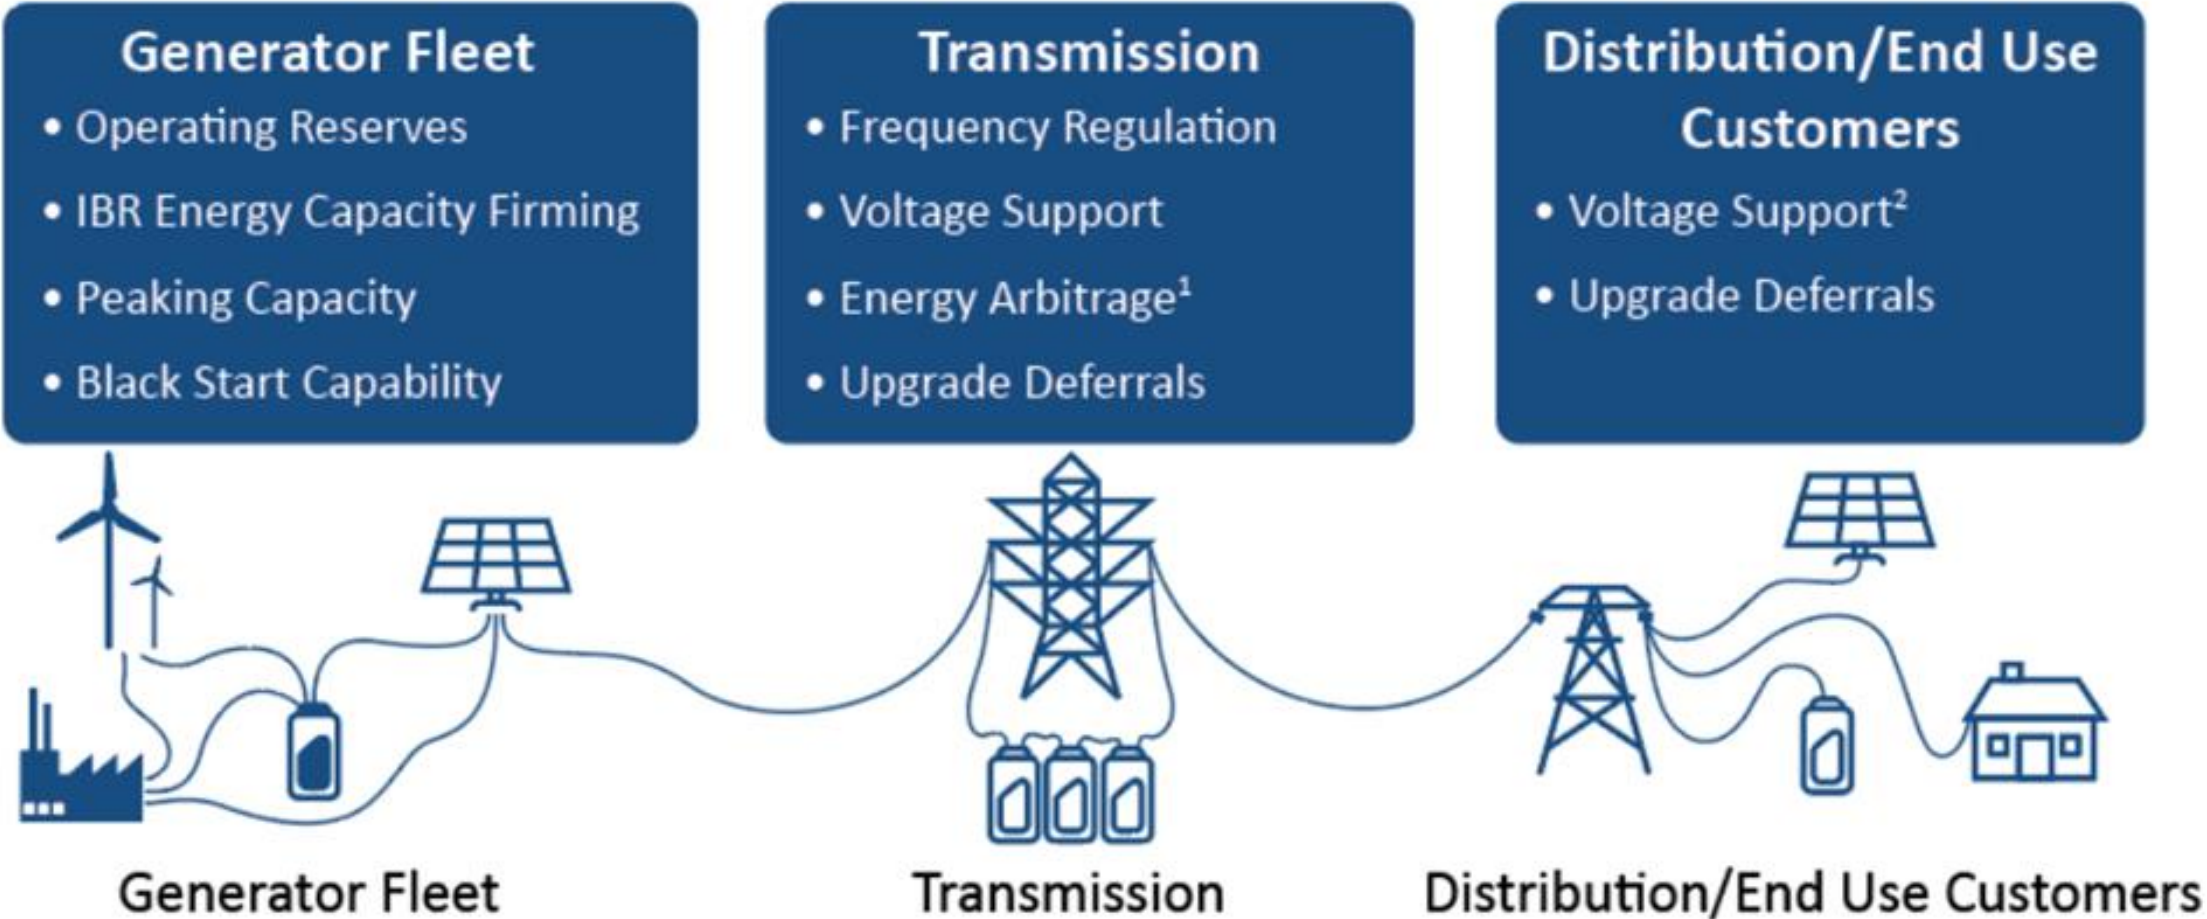 Generator Fleet
• Operating Reserves
• IBR Energy Capacity Firming
• Peaking Capacity
• Black Start Capability
Transmission
• Frequency Regulation
• Voltage Support
• Energy Arbitrage¹
• Upgrade Deferrals
Distribution/End Use
Customers
• Voltage Support²
• Upgrade Deferrals
Generator Fleet
Transmission
Distribution/End Use Customers